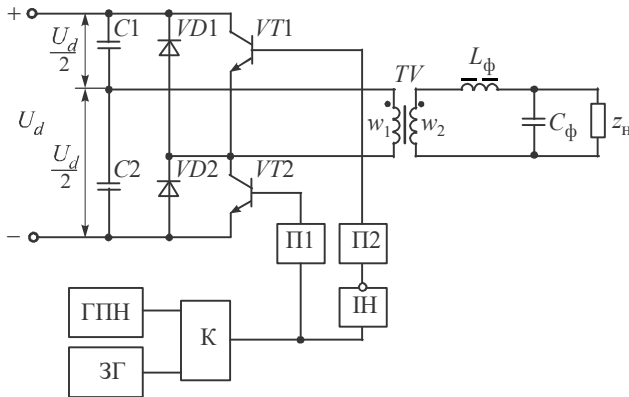 +
U_d/2
C1
VD1
VT1
TV
L_ф
U_d
w_1
w_2
C_ф
z_н
U_d/2
C2
VD2
VT2
−
П1
П2
ГПН
К
ІН
ЗГ